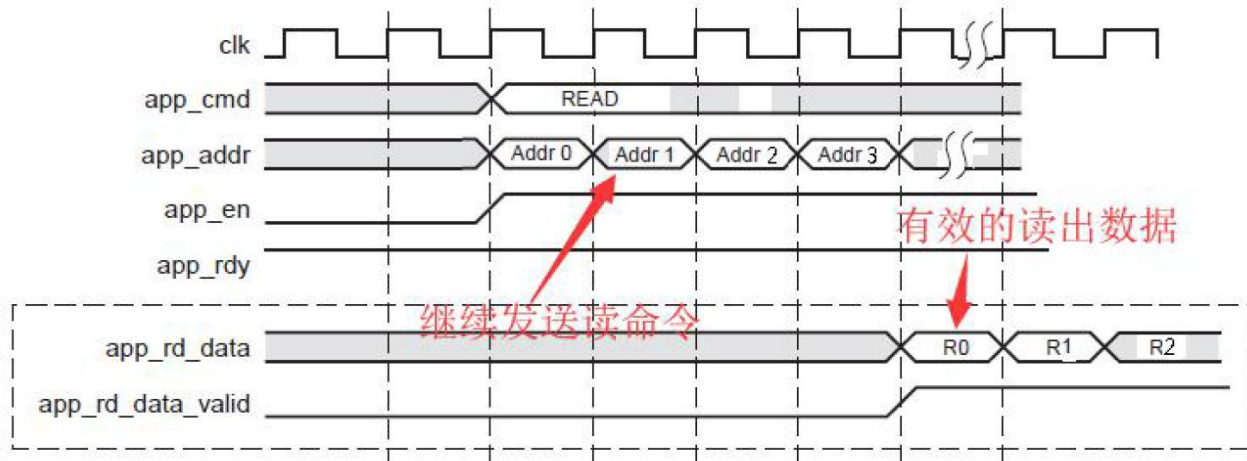 clk
app_cmd READ
app_addr Addr 0 Addr 1 Addr 2 Addr 3
app_en
有效的读出数据
app_rdy
继续发送读命令
app_rd_data R0 R1 R2
app_rd_data_valid